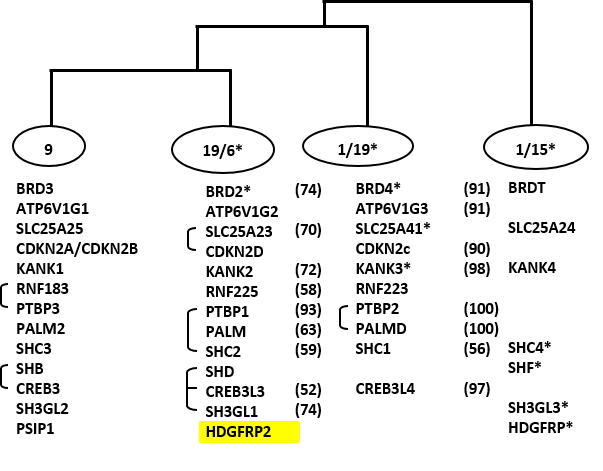 9 19/6* 1/19* 1/15*
BRD3 BRD2* (74) BRD4* (91) BRDT
ATP6V1G1 ATP6V1G2 ATP6V1G3 (91)
SLC25A25 SLC25A23 (70) SLC25A41* SLC25A24
CDKN2A/CDKN2B CDKN2D CDKN2c (90)
KANK1 KANK2 (72) KANK3* (98) KANK4
RNF183 RNF225 (58) RNF223
PTBP3 PTBP1 (93) PTBP2 (100)
PALM2 PALM (63) PALMD (100)
SHC3 SHC2 (59) SHC1 (56) SHC4*
SHB SHD SHF*
CREB3 CREB3L3 (52) CREB3L4 (97)
SH3GL2 SH3GL1 (74) SH3GL3*
PSIP1 HDGFRP2 HDGFRP*